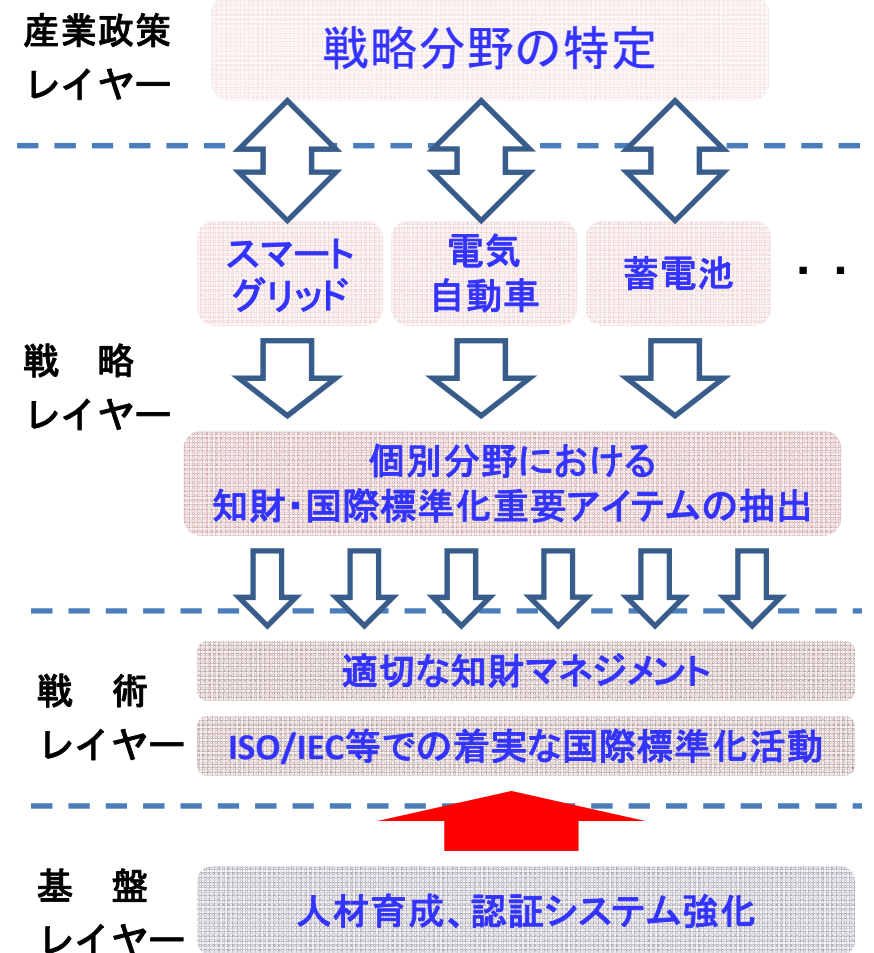 産業政策
レイヤー
戦略分野の特定
スマート
グリッド
電気
自動車
蓄電池
・・
戦　略
レイヤー
個別分野における
知財・国際標準化重要アイテムの抽出
戦　術
レイヤー
適切な知財マネジメント
ISO/IEC等での着実な国際標準化活動
基　盤
レイヤー
人材育成、認証システム強化